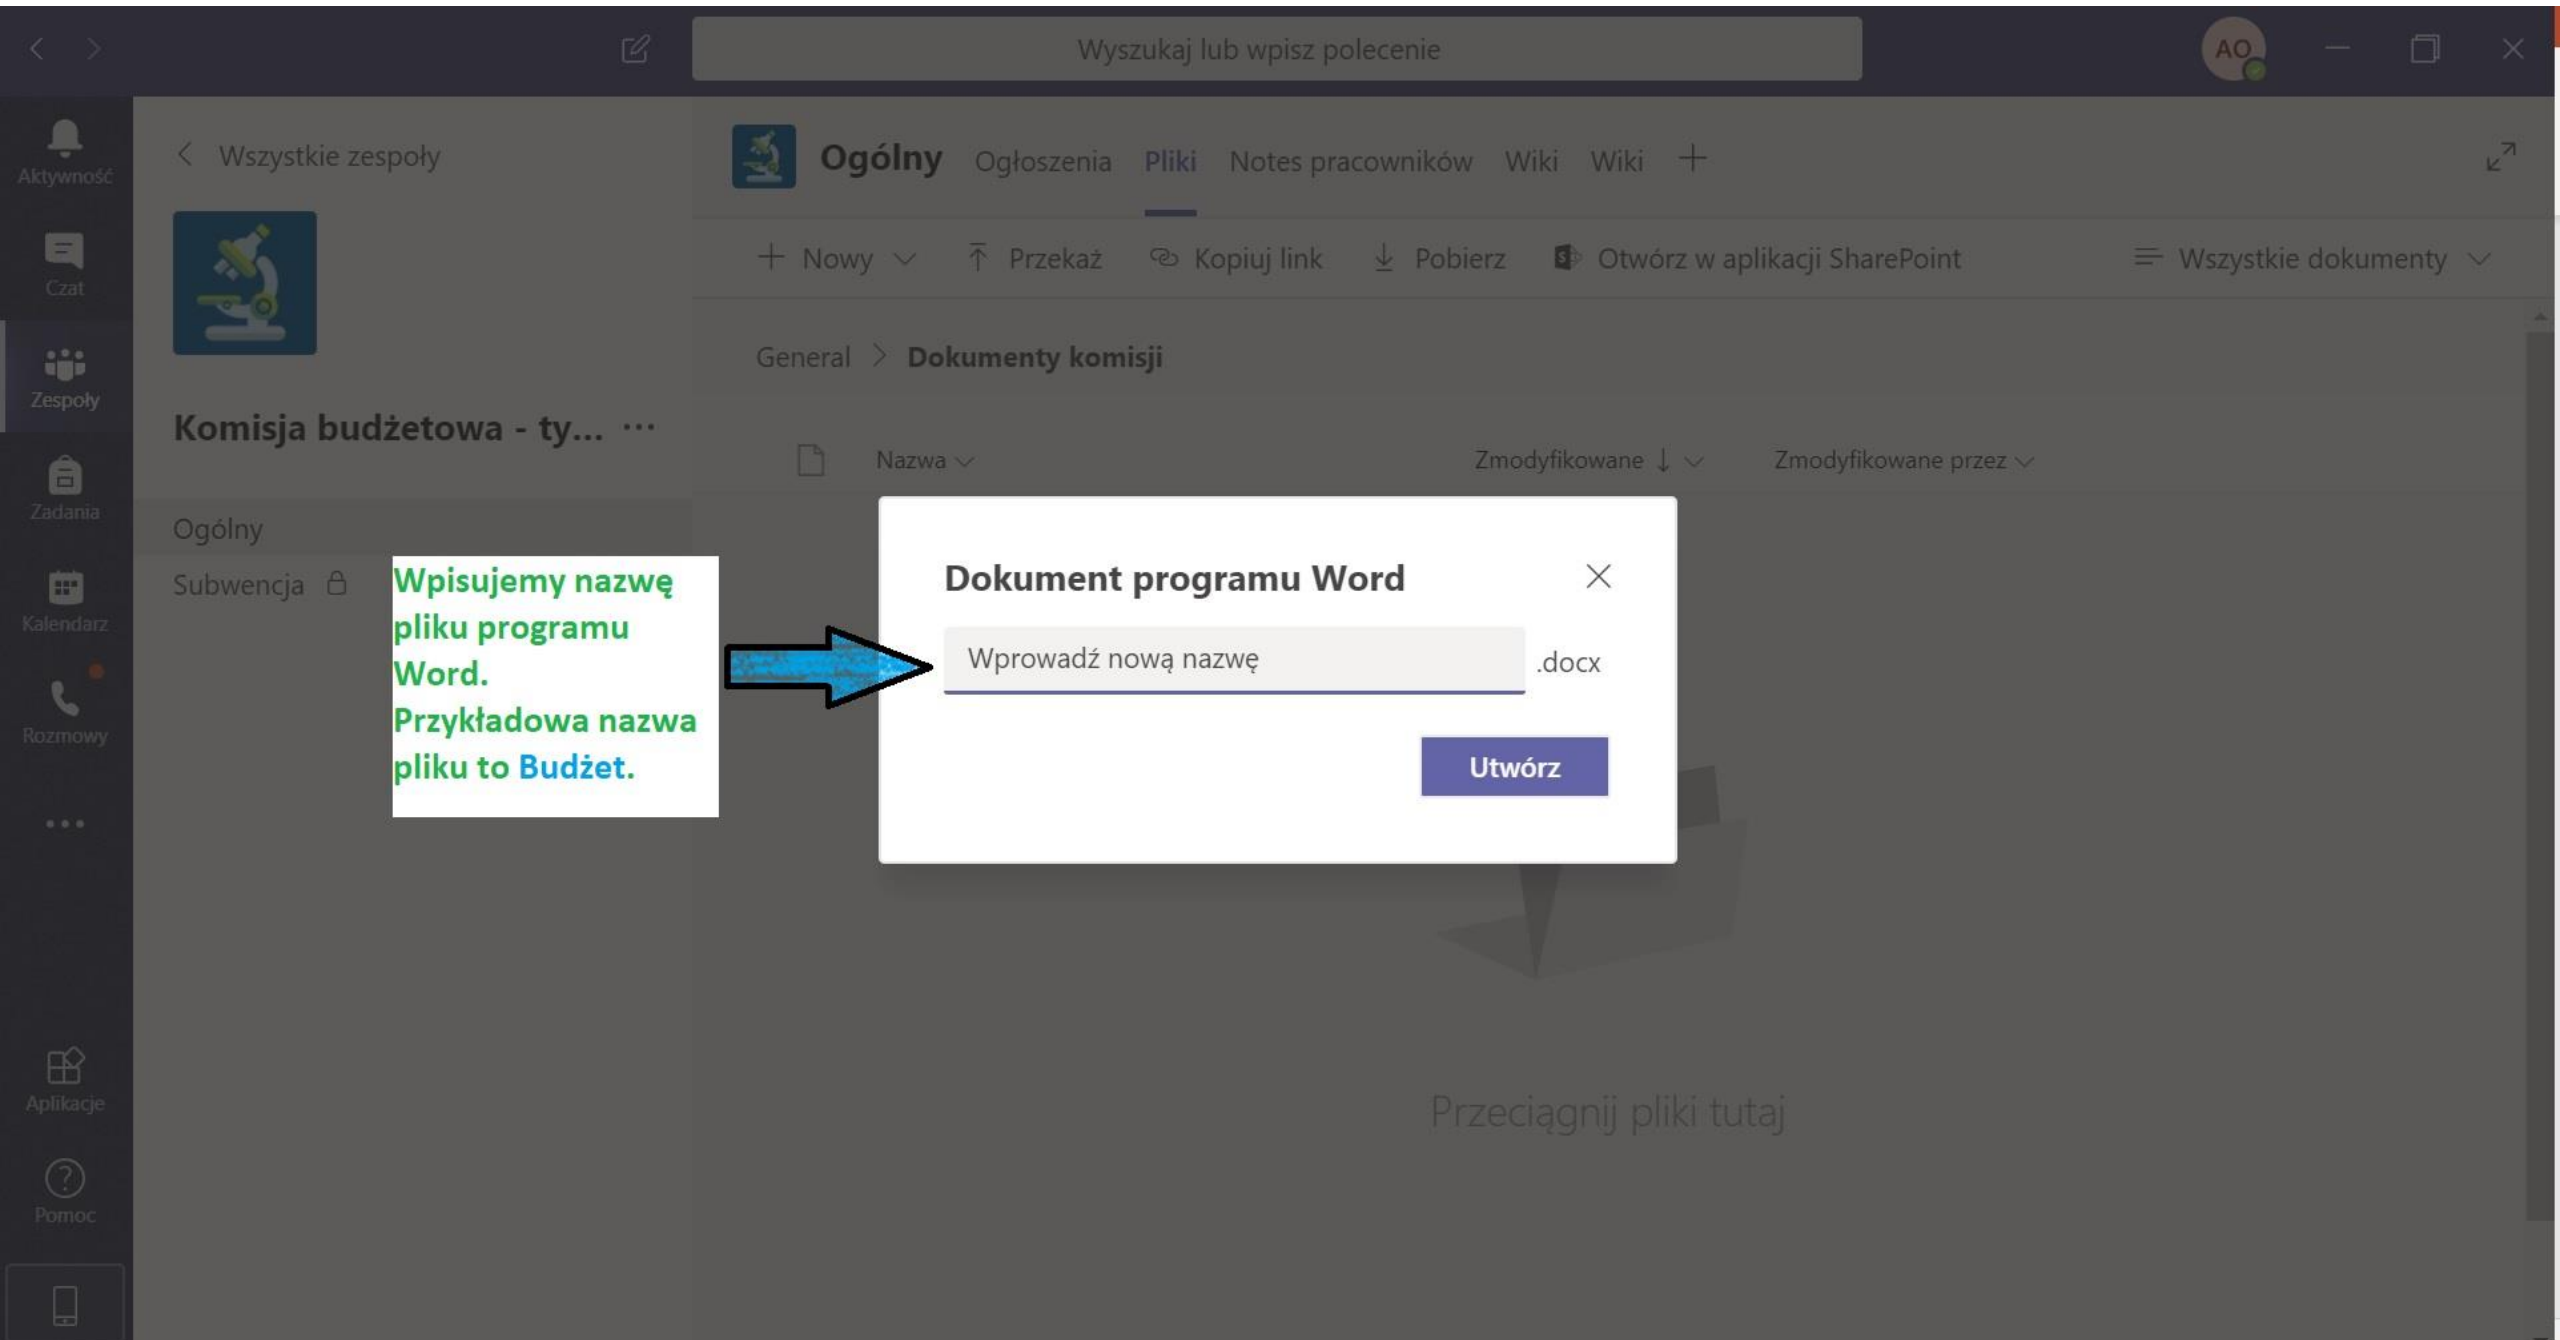 Wyszukaj lub wpisz polecenie
AO
Aktywność
Czat
Zespoły
Zadania
Kalendarz
Rozmowy
Aplikacje
Pomoc
Wszystkie zespoły
Komisja budżetowa - ty... ...
Ogólny
Subwencja
Ogólny Ogłoszenia Pliki Notes pracowników Wiki Wiki +
+ Nowy Przekaż Kopiuj link Pobierz Otwórz w aplikacji SharePoint Wszystkie dokumenty
General > Dokumenty komisji
Nazwa Zmodyfikowane ↓ Zmodyfikowane przez
Wpisujemy nazwę
pliku programu
Word.
Przykładowa nazwa
pliku to Budżet.
Dokument programu Word
Wprowadź nową nazwę .docx
Utwórz
Przeciągnij pliki tutaj